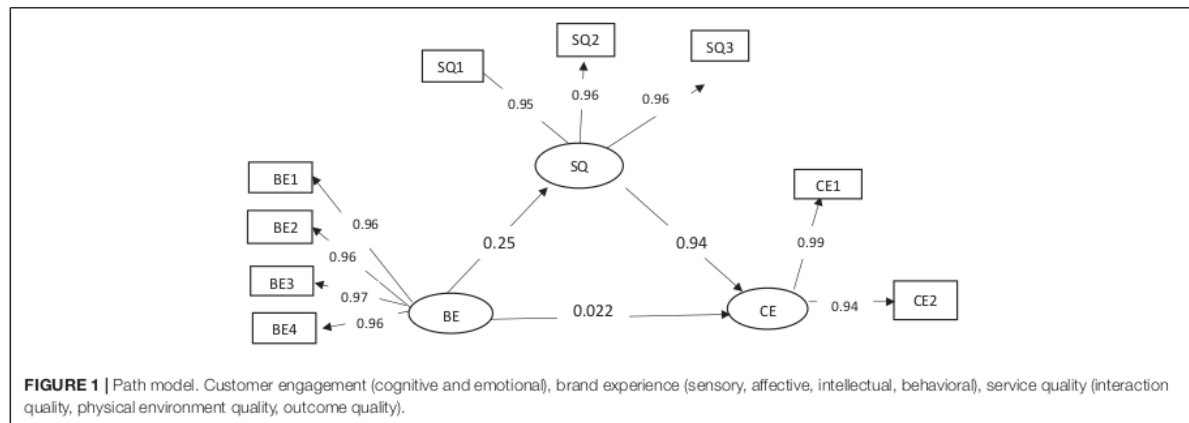 SQ2
SQ3
SQ1
0.95
0.96
0.96
SQ
BE1
CE1
BE2
0.96
0.25
0.94
0.99
0.96
BE3
0.97
CE2
BE4
0.96
BE
0.022
CE
0.94
FIGURE 1 | Path model. Customer engagement (cognitive and emotional), brand experience (sensory, affective, intellectual, behavioral), service quality (interaction
quality, physical environment quality, outcome quality).